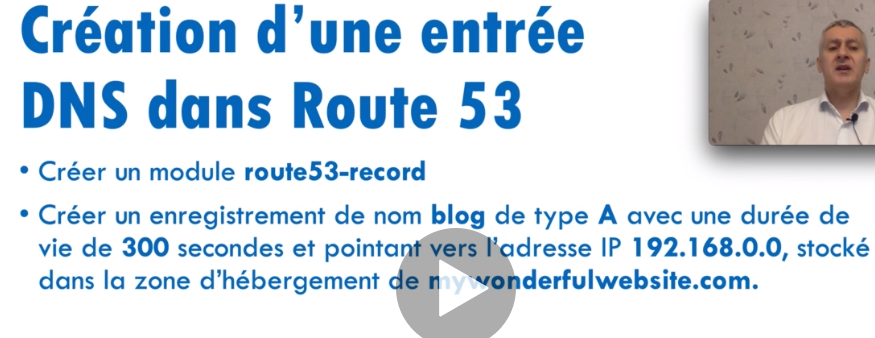 Création d'une entrée
DNS dans Route 53
• Créer un module route53-record
• Créer un enregistrement de nom blog de type A avec une durée de
vie de 300 secondes et pointant vers l'adresse IP 192.168.0.0, stocké
dans la zone d'hébergement de mywonderfulwebsite.com.